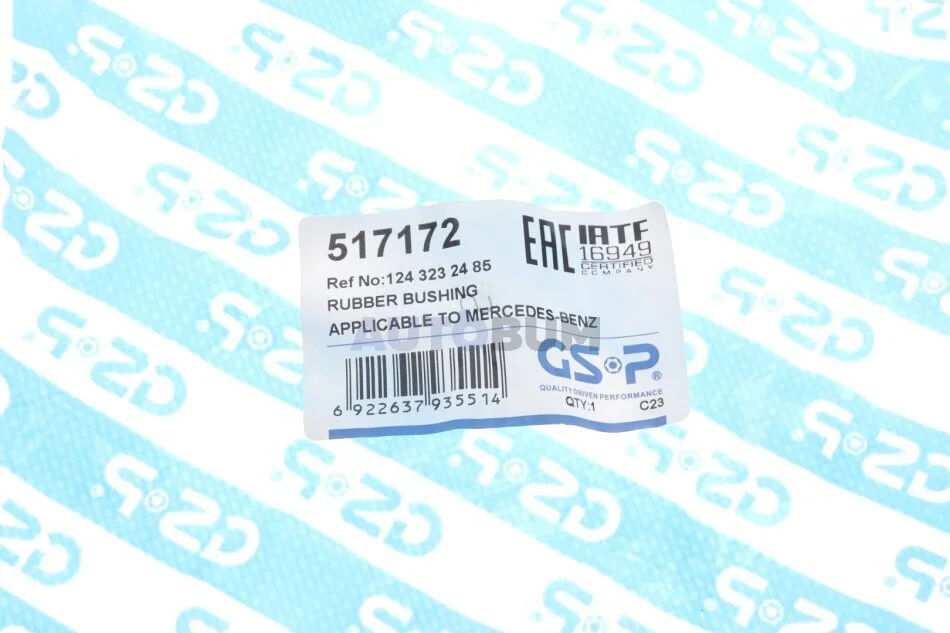 517172
Ref No:124 323 24 85
RUBBER BUSHING
APPLICABLE TO MERCEDES-BENZ
AUTOBUM
6 922637 935514
EAC
IATF
16949
CERTIFIED
COMPANY
GSP®
QUALITY DRIVEN PERFORMANCE
QTY:1 C23